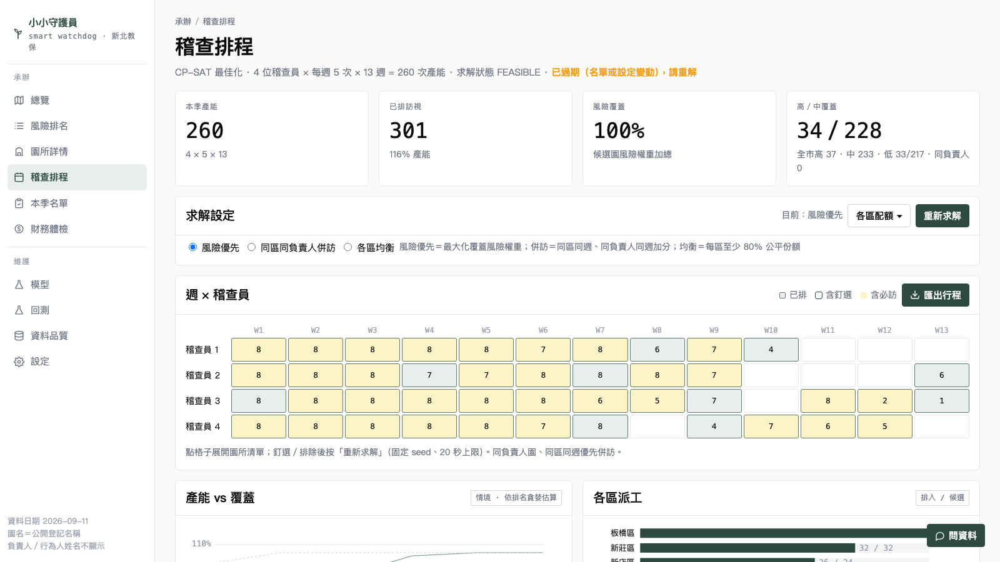 小小守護員
smart watchdog · 新北教
保
承辦
總覽
風險排名
園所詳情
稽查排程
本季名單
財務體檢
維護
模型
回測
資料品質
設定
資料日期 2026-09-11
園名＝公開登記名稱
負責人 / 行為人姓名不顯示
承辦 / 稽查排程
稽查排程
CP-SAT 最佳化 · 4 位稽查員 × 每週 5 次 × 13 週 = 260 次產能 · 求解狀態 FEASIBLE · 已過期（名單或設定變動），請重解
本季產能
260
4 × 5 × 13
已排訪視
301
116% 產能
風險覆蓋
100%
候選園風險權重加總
高 / 中覆蓋
34 / 228
全市高 37 · 中 233 · 低 33/217 · 同負責人
0
求解設定
目前：風險優先 各區配額 重新求解
風險優先 同區同負責人併訪 各區均衡 風險優先＝最大化覆蓋風險權重；併訪＝同區同週、同負責人同週加分；均衡＝每區至少 80% 公平份額
週 × 稽查員
已排 含釘選 含必訪 匯出行程
W1 W2 W3 W4 W5 W6 W7 W8 W9 W10 W11 W12 W13
稽查員 1 8 8 8 8 8 7 8 6 7 4
稽查員 2 8 8 8 7 7 8 8 8 7 6
稽查員 3 8 8 8 8 8 8 6 5 7 8 2 1
稽查員 4 8 8 8 8 8 7 8 4 7 6 5
點格子展開園所清單；釘選 / 排除後按「重新求解」（固定 seed、20 秒上限）。同負責人園、同區同週優先併訪。
產能 vs 覆蓋
情境 · 依排名貪婪估算
110%
各區派工
排入 / 候選
板橋區
新莊區 32 / 32
問資料